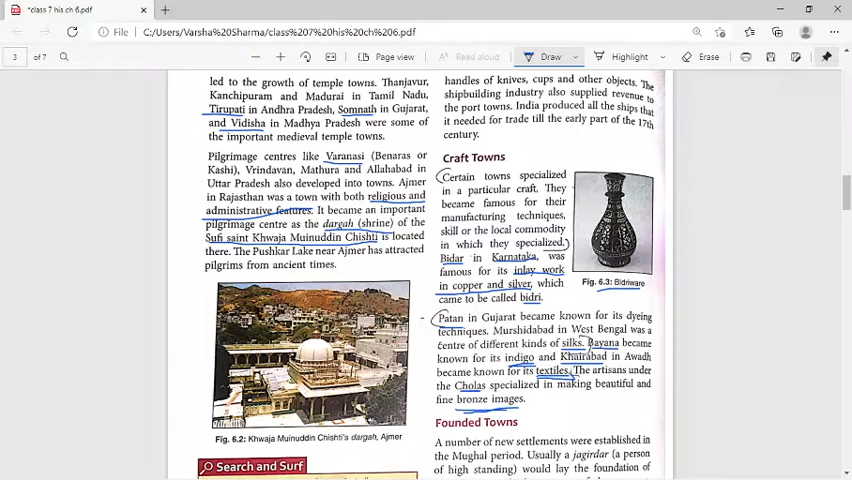 *class 7 his ch 6.pdf
File
C:/Users/Varsha%20Sharma/class%207%20his%20ch%206.pdf
3
of 7
Page view
Read aloud
Draw
Highlight
Erase
led to the growth of temple towns. Thanjavur,
Kanchipuram and Madurai in Tamil Nadu,
Tirupati in Andhra Pradesh, Somnath in Gujarat,
and Vidisha in Madhya Pradesh were some of
the important medieval temple towns.
Pilgrimage centres like Varanasi (Benaras or
Kashi), Vrindavan, Mathura and Allahabad in
Uttar Pradesh also developed into towns. Ajmer
in Rajasthan was a town with both religious and
administrative features. It became an important
pilgrimage centre as the dargah (shrine) of the
Sufi saint Khwaja Muinuddin Chishti is located
there. The Pushkar Lake near Ajmer has attracted
pilgrims from ancient times.
Fig. 6.2: Khwaja Muinuddin Chishti's dargah, Ajmer
Search and Surf
handles of knives, cups and other objects. The
shipbuilding industry also supplied revenue to
the port towns. India produced all the ships that
it needed for trade till the early part of the 17th
century.
Craft Towns
Certain towns specialized
in a particular craft. They
became famous for their
manufacturing techniques,
skill or the local commodity
in which they specialized.
Bidar in Karnataka, was
famous for its inlay work
in copper and silver, which
came to be called bidri.
Fig. 6.3: Bidriware
Patan in Gujarat became known for its dyeing
techniques. Murshidabad in West Bengal was a
centre of different kinds of silks. Bayana became
known for its indigo and Khairabad in Awadh
became known for its textiles. The artisans under
the Cholas specialized in making beautiful and
fine bronze images.
Founded Towns
A number of new settlements were established in
the Mughal period. Usually a jagirdar (a person
of high standing) would lay the foundation of